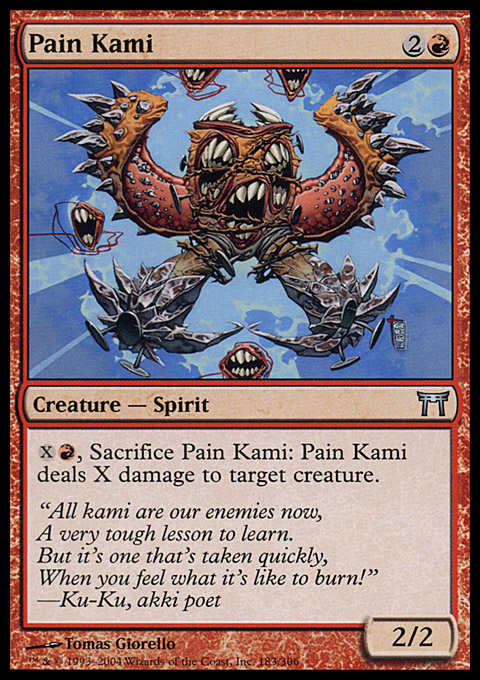 Pain Kami
2
Creature — Spirit
X, Sacrifice Pain Kami: Pain Kami
deals X damage to target creature.
“All kami are our enemies now,
A very tough lesson to learn.
But it’s one that’s taken quickly,
When you feel what it’s like to burn!”
—Ku-Ku, akki poet
2/2
Tomas Giorello
™ & © 1993–2004 Wizards of the Coast, Inc. 183/306